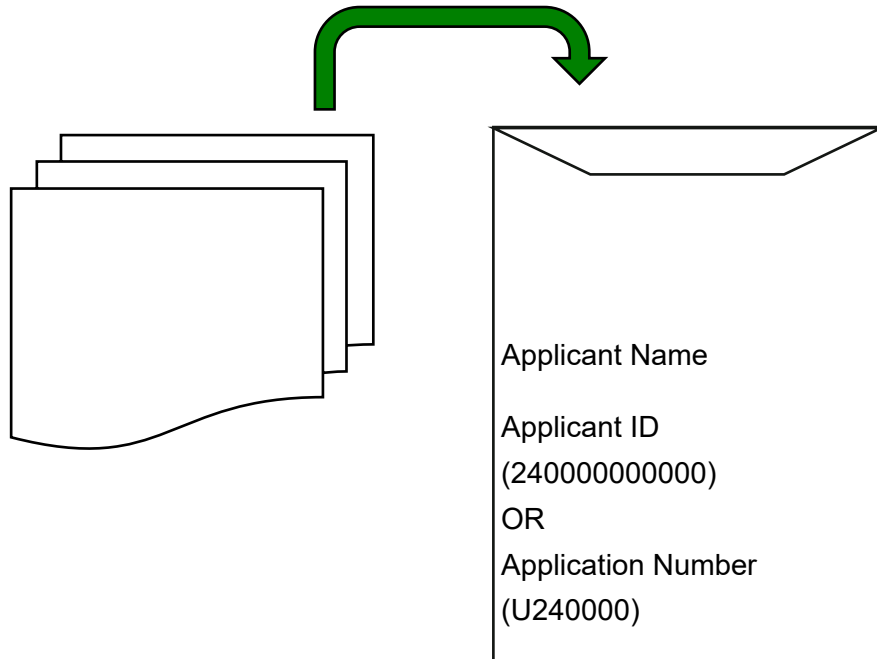 Applicant Name
Applicant ID
(240000000000)
OR
Application Number
(U240000)